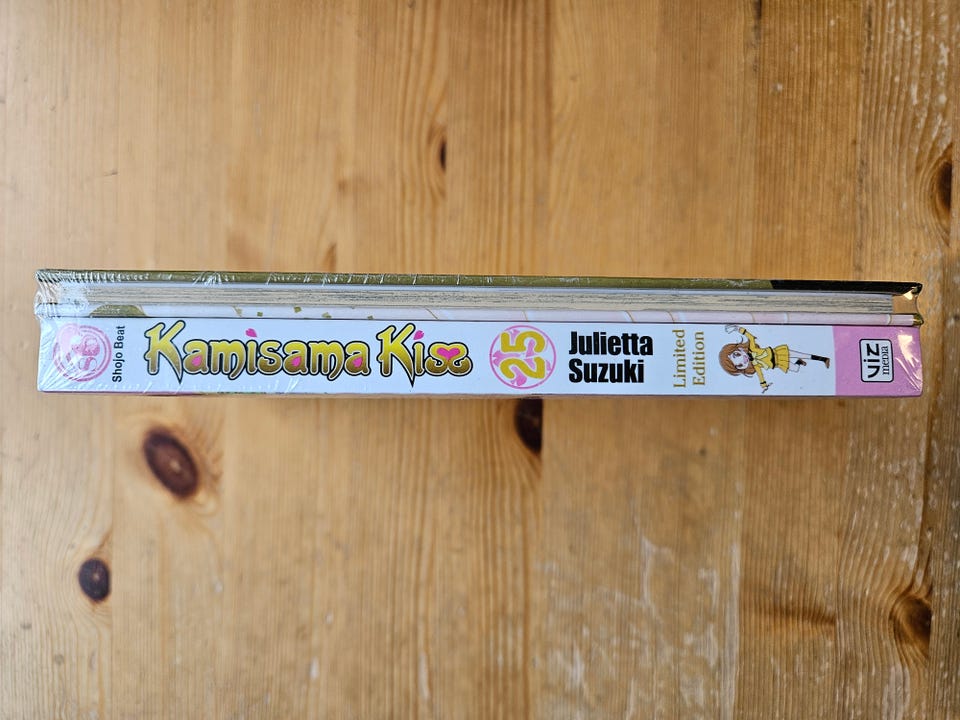 Shojo Beat
Kamisama Kiss
25
Julietta
Suzuki
Limited
Edition
VIZ
media